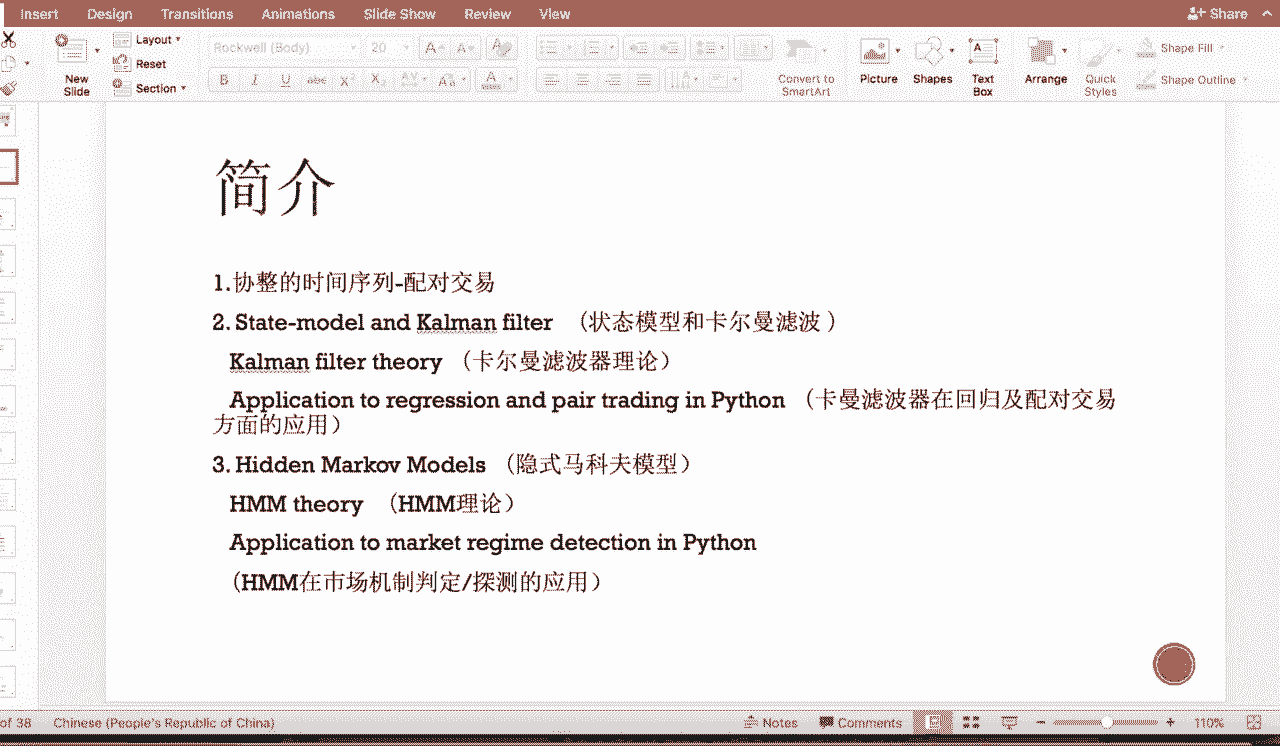 Insert Design Transitions Animations Slide Show Review View Share
Layout
Reset
Section
New
Slide
Rockwell (Body) 20
B I U abc X² X₂
Convert to
SmartArt
Picture
Shapes
Text
Box
Arrange
Quick
Styles
Shape Fill
Shape Outline
简介
1.协整的时间序列-配对交易
2. State-model and Kalman filter （状态模型和卡尔曼滤波 ）
Kalman filter theory （卡尔曼滤波器理论）
Application to regression and pair trading in Python （卡曼滤波器在回归及配对交易
方面的应用）
3. Hidden Markov Models （隐式马科夫模型）
HMM theory （HMM理论）
Application to market regime detection in Python
（HMM在市场机制判定/探测的应用）
of 38 Chinese (People's Republic of China) Notes Comments 110%